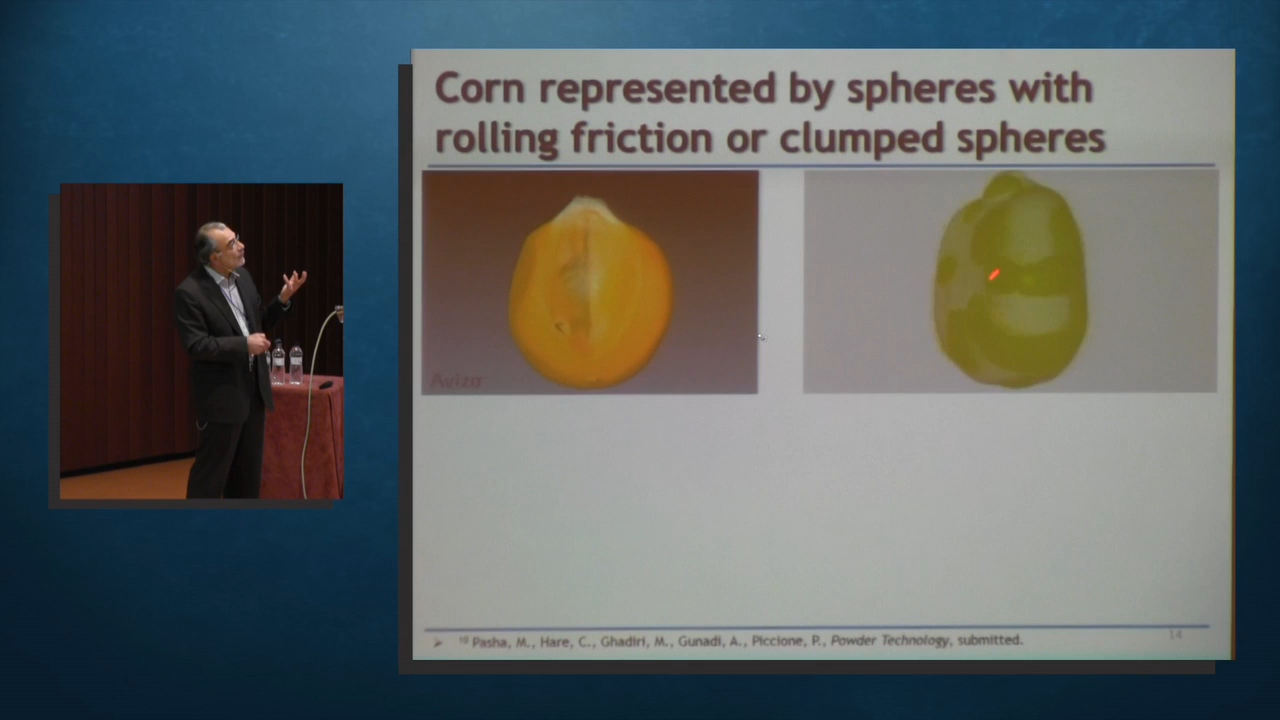 Corn represented by spheres with
rolling friction or clumped spheres
Avizo
➢ 10 Pasha, M., Hare, C., Ghadiri, M., Gunadi, A., Piccione, P., Powder Technology, submitted.
14